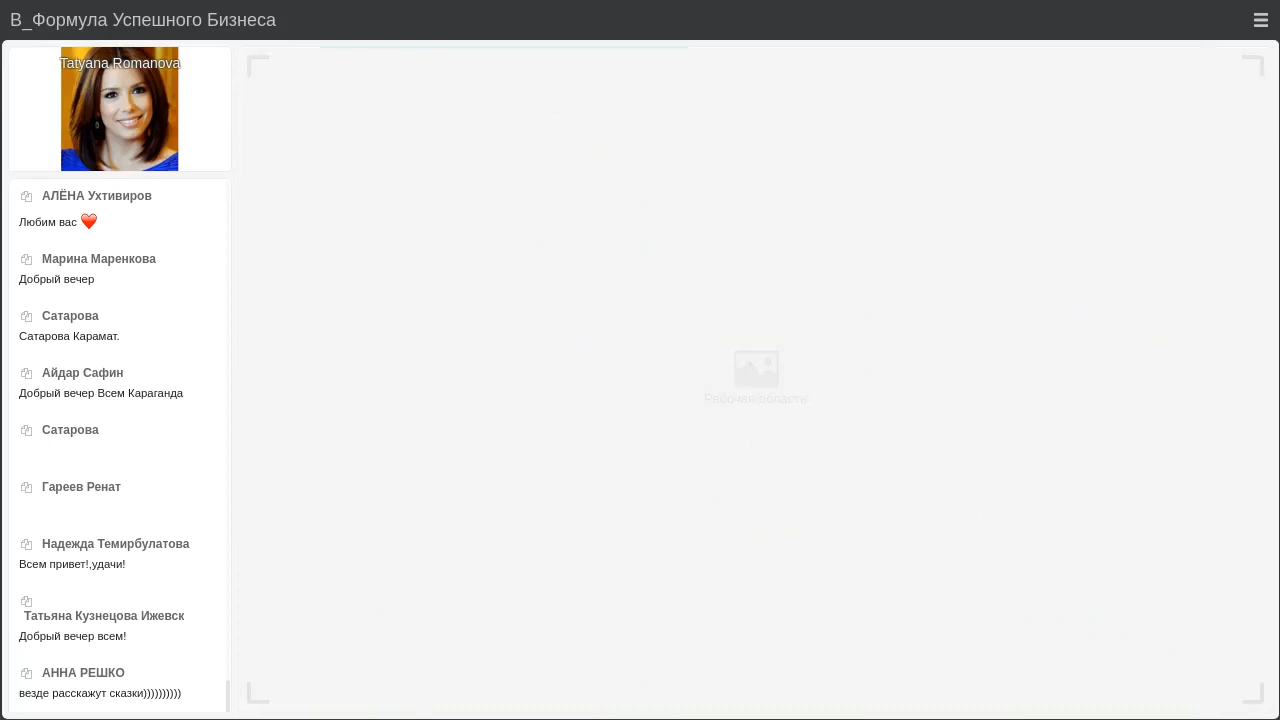 B_Формула Успешного Бизнеса
Tatyana Romanova
АЛЁНА Ухтивиров
Любим вас
Марина Маренкова
Добрый вечер
Сатарова
Сатарова Карамат.
Айдар Сафин
Добрый вечер Всем Караганда
Сатарова
Гареев Ренат
Надежда Темирбулатова
Всем привет!,удачи!
Татьяна Кузнецова Ижевск
Добрый вечер всем!
АННА РЕШКО
везде расскажут сказки))))))))))
Рабочая область